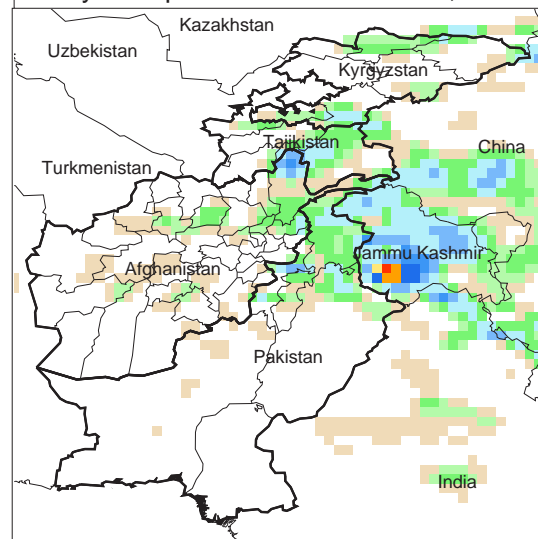 Kazakhstan
Uzbekistan
Kyrgyzstan
Tajikistan
China
Turkmenistan
Jammu Kashmir
Afghanistan
Pakistan
India